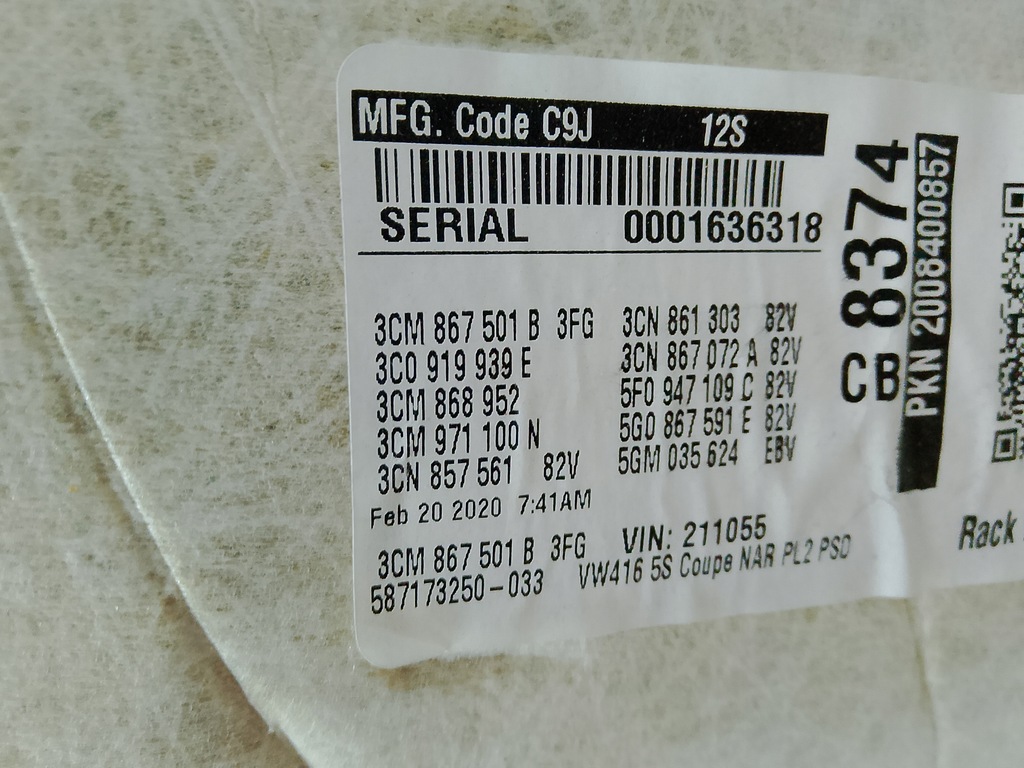 MFG. Code C9J 12S
SERIAL 0001636318
3CM 867 501 B 3FG
3C0 919 939 E
3CM 868 952
3CM 971 100 N
3CN 857 561 82V
3CN 861 303 82V
3CN 867 072 A 82V
5F0 947 109 C 82V
5G0 867 591 E 82V
5GM 035 624 EBV
Feb 20 2020 7:41AM
3CM 867 501 B 3FG VIN: 211055
587173250-033 VW416 5S Coupe NAR PL2 PSD
CB 8374
PKN 2008400857
Rack